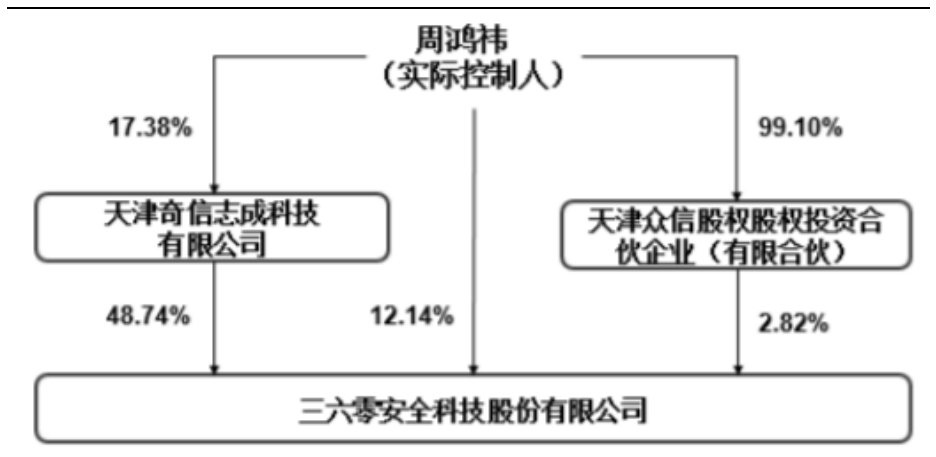 周鸿祎
（实际控制人）
17.38%
99.10%
天津奇信志成科技
有限公司
天津众信股权股权投资合
伙企业（有限合伙）
48.74%
12.14%
2.82%
三六零安全科技股份有限公司